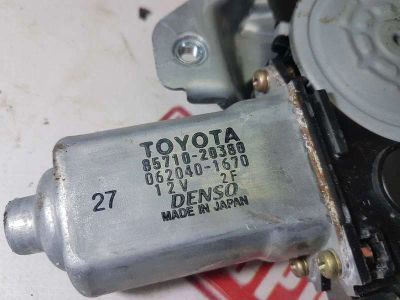 TOYOTA
85710-20380
062040-1670
12V 2F
DENSO
MADE IN JAPAN
27